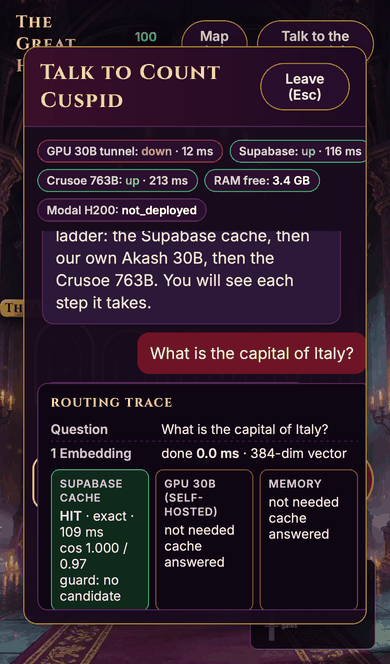 The
Great
100
Map
Talk to the
Talk to Count
Cuspid
Leave
(Esc)
GPU 30B tunnel: down · 12 ms
Supabase: up · 116 ms
Crusoe 763B: up · 213 ms
RAM free: 3.4 GB
Modal H200: not_deployed
ladder: the Supabase cache, then
our own Akash 30B, then the
Crusoe 763B. You will see each
step it takes.
What is the capital of Italy?
ROUTING TRACE
Question
What is the capital of Italy?
1 Embedding
done 0.0 ms · 384-dim vector
SUPABASE
CACHE
HIT · exact ·
109 ms
cos 1.000 /
0.97
guard: no
candidate
GPU 30B
(SELF-
HOSTED)
not needed
cache
answered
MEMORY
not needed
cache
answered